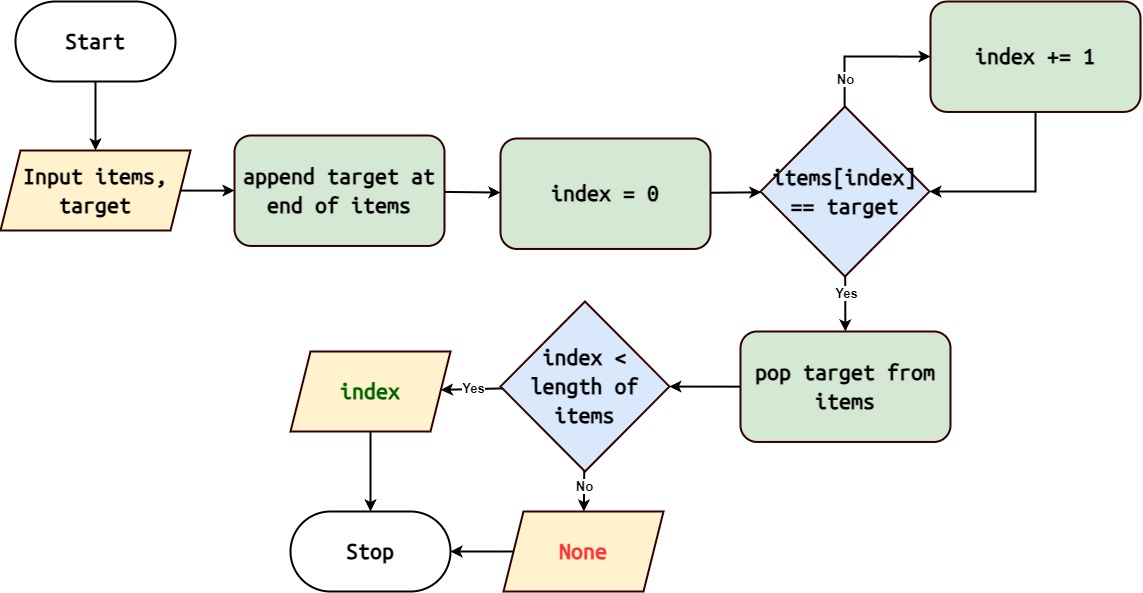 Start
Input items,
target
append target at
end of items
index = 0
items[index]
== target
No
index += 1
Yes
pop target from
items
index <
length of
items
Yes
index
No
None
Stop